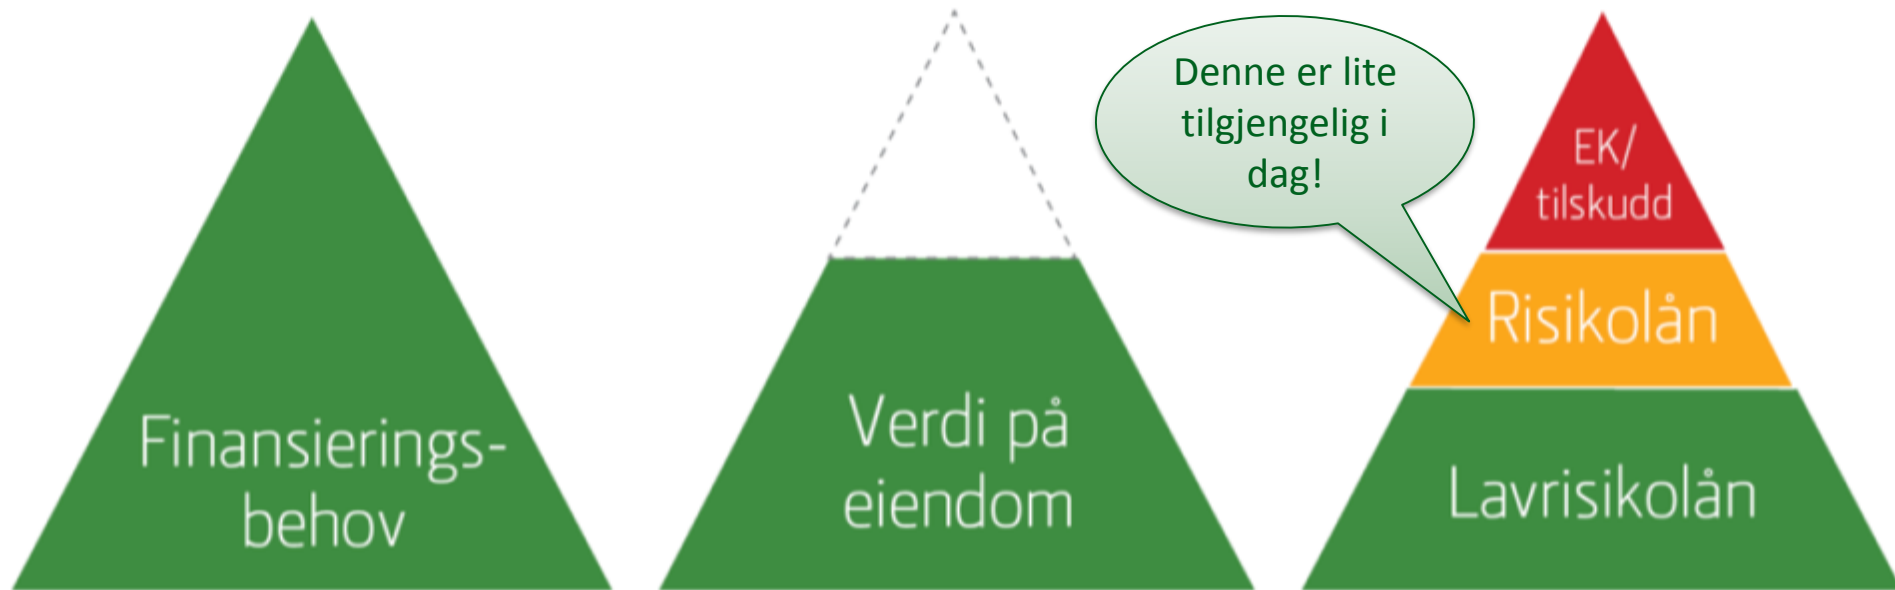 Finansierings-
behov
Verdi på
eiendom
Denne er lite
tilgjengelig i
dag!
EK/
tilskudd
Risikolån
Lavrisikolån